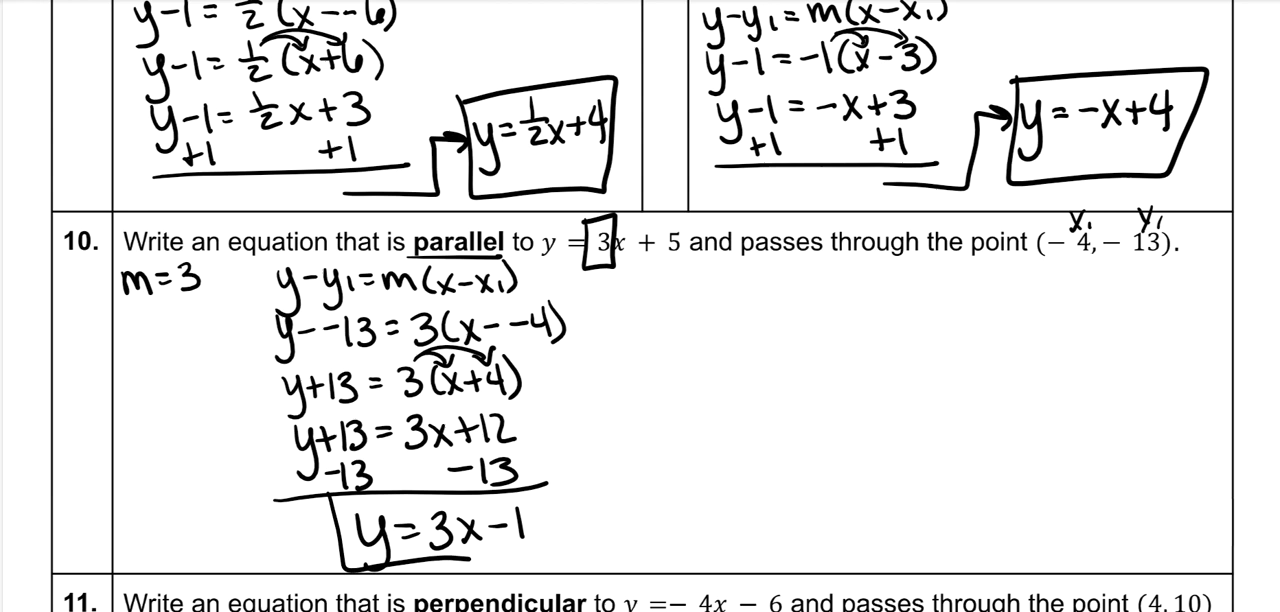 y-1= 1/2 (x--6)
y-1= 1/2 (x+6)
y-1= 1/2x+3
+1 +1
y= 1/2x+4
y-y₁=m(x-x₁)
y-1=-1(x-3)
y-1=-x+3
+1 +1
y=-x+4
x₁ y₁
10. Write an equation that is parallel to y = 3x + 5 and passes through the point (− 4,− 13).
m=3
y-y₁=m(x-x₁)
y--13=3(x--4)
y+13=3(x+4)
y+13=3x+12
-13 -13
y=3x-1
11. Write an equation that is perpendicular to y =− 4x − 6 and passes through the point (4, 10)